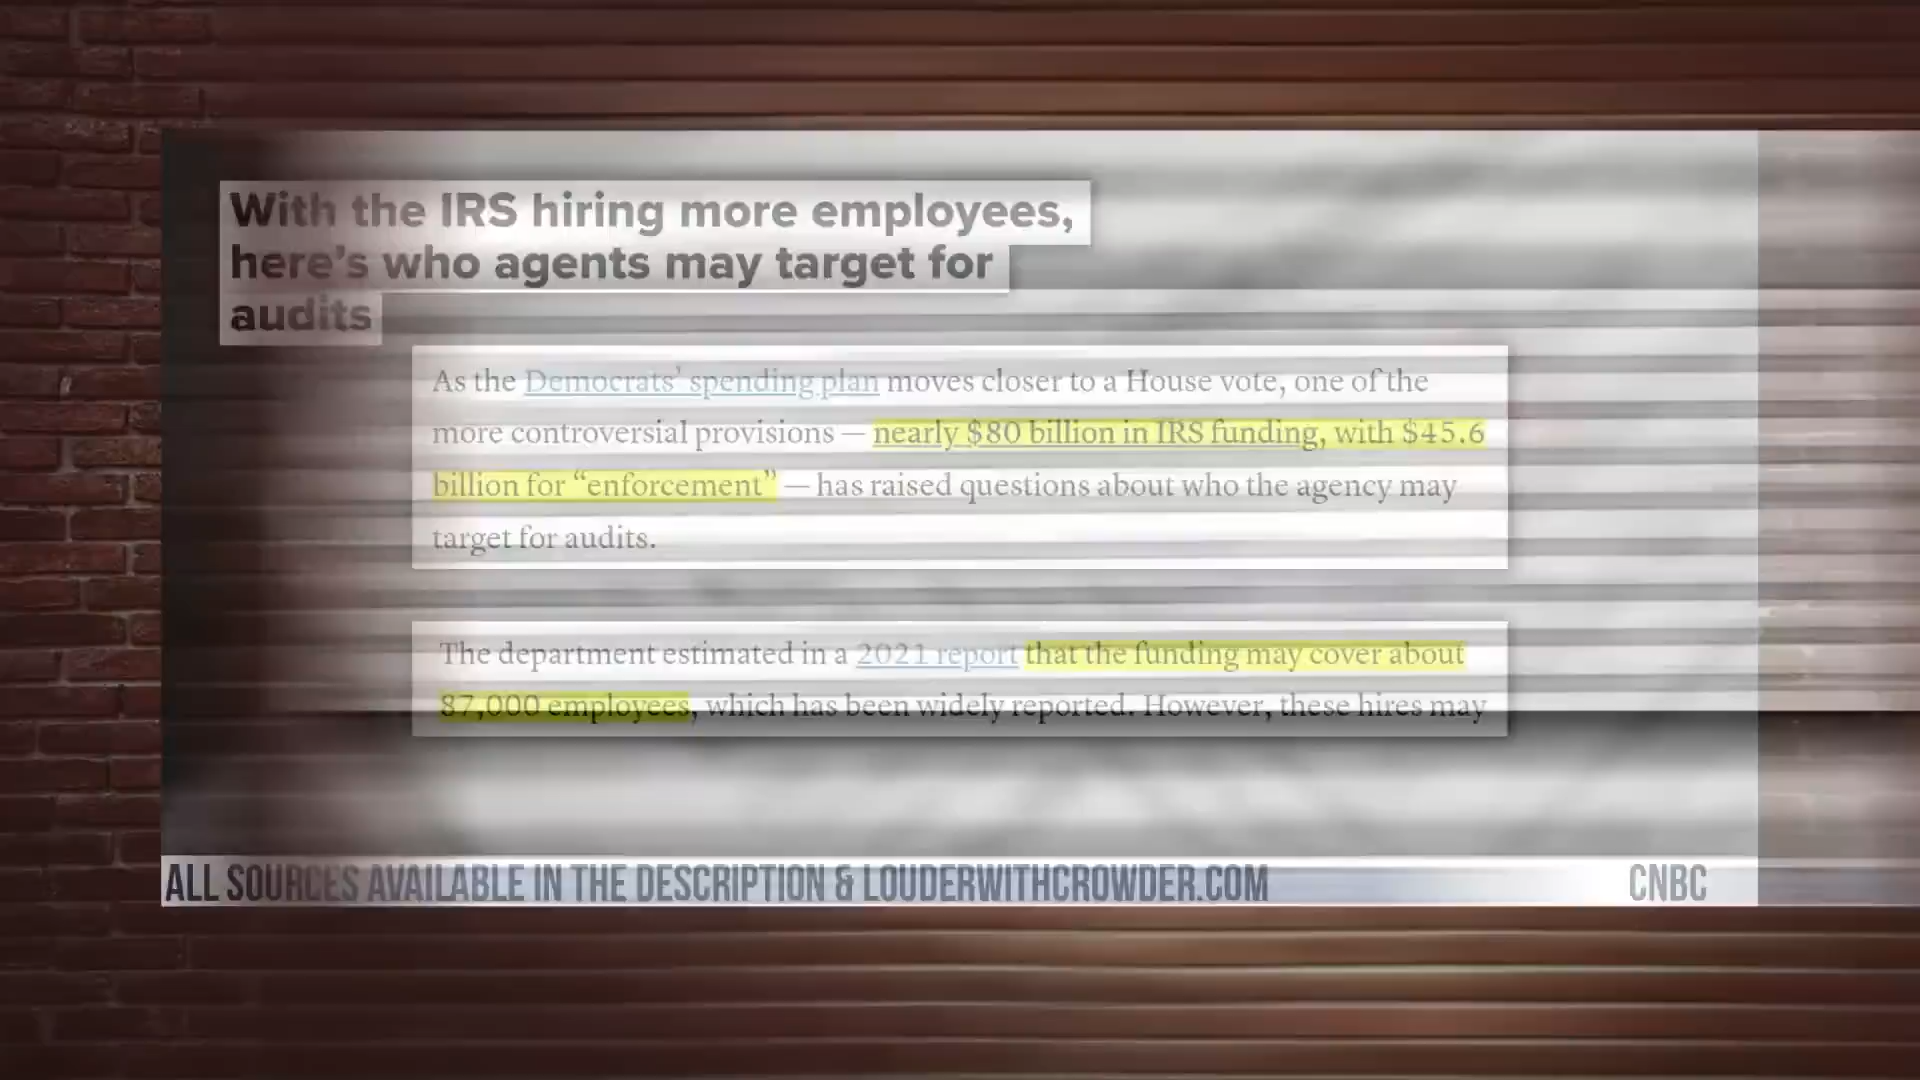 With the IRS hiring more employees,
here's who agents may target for
audits
As the Democrats' spending plan moves closer to a House vote, one of the
more controversial provisions — nearly $80 billion in IRS funding, with $45.6
billion for “enforcement” — has raised questions about who the agency may
target for audits.
The department estimated in a 2021 report that the funding may cover about
87,000 employees, which has been widely reported. However, these hires may
ALL SOURCES AVAILABLE IN THE DESCRIPTION & LOUDERWITHCROWDER.COM
CNBC